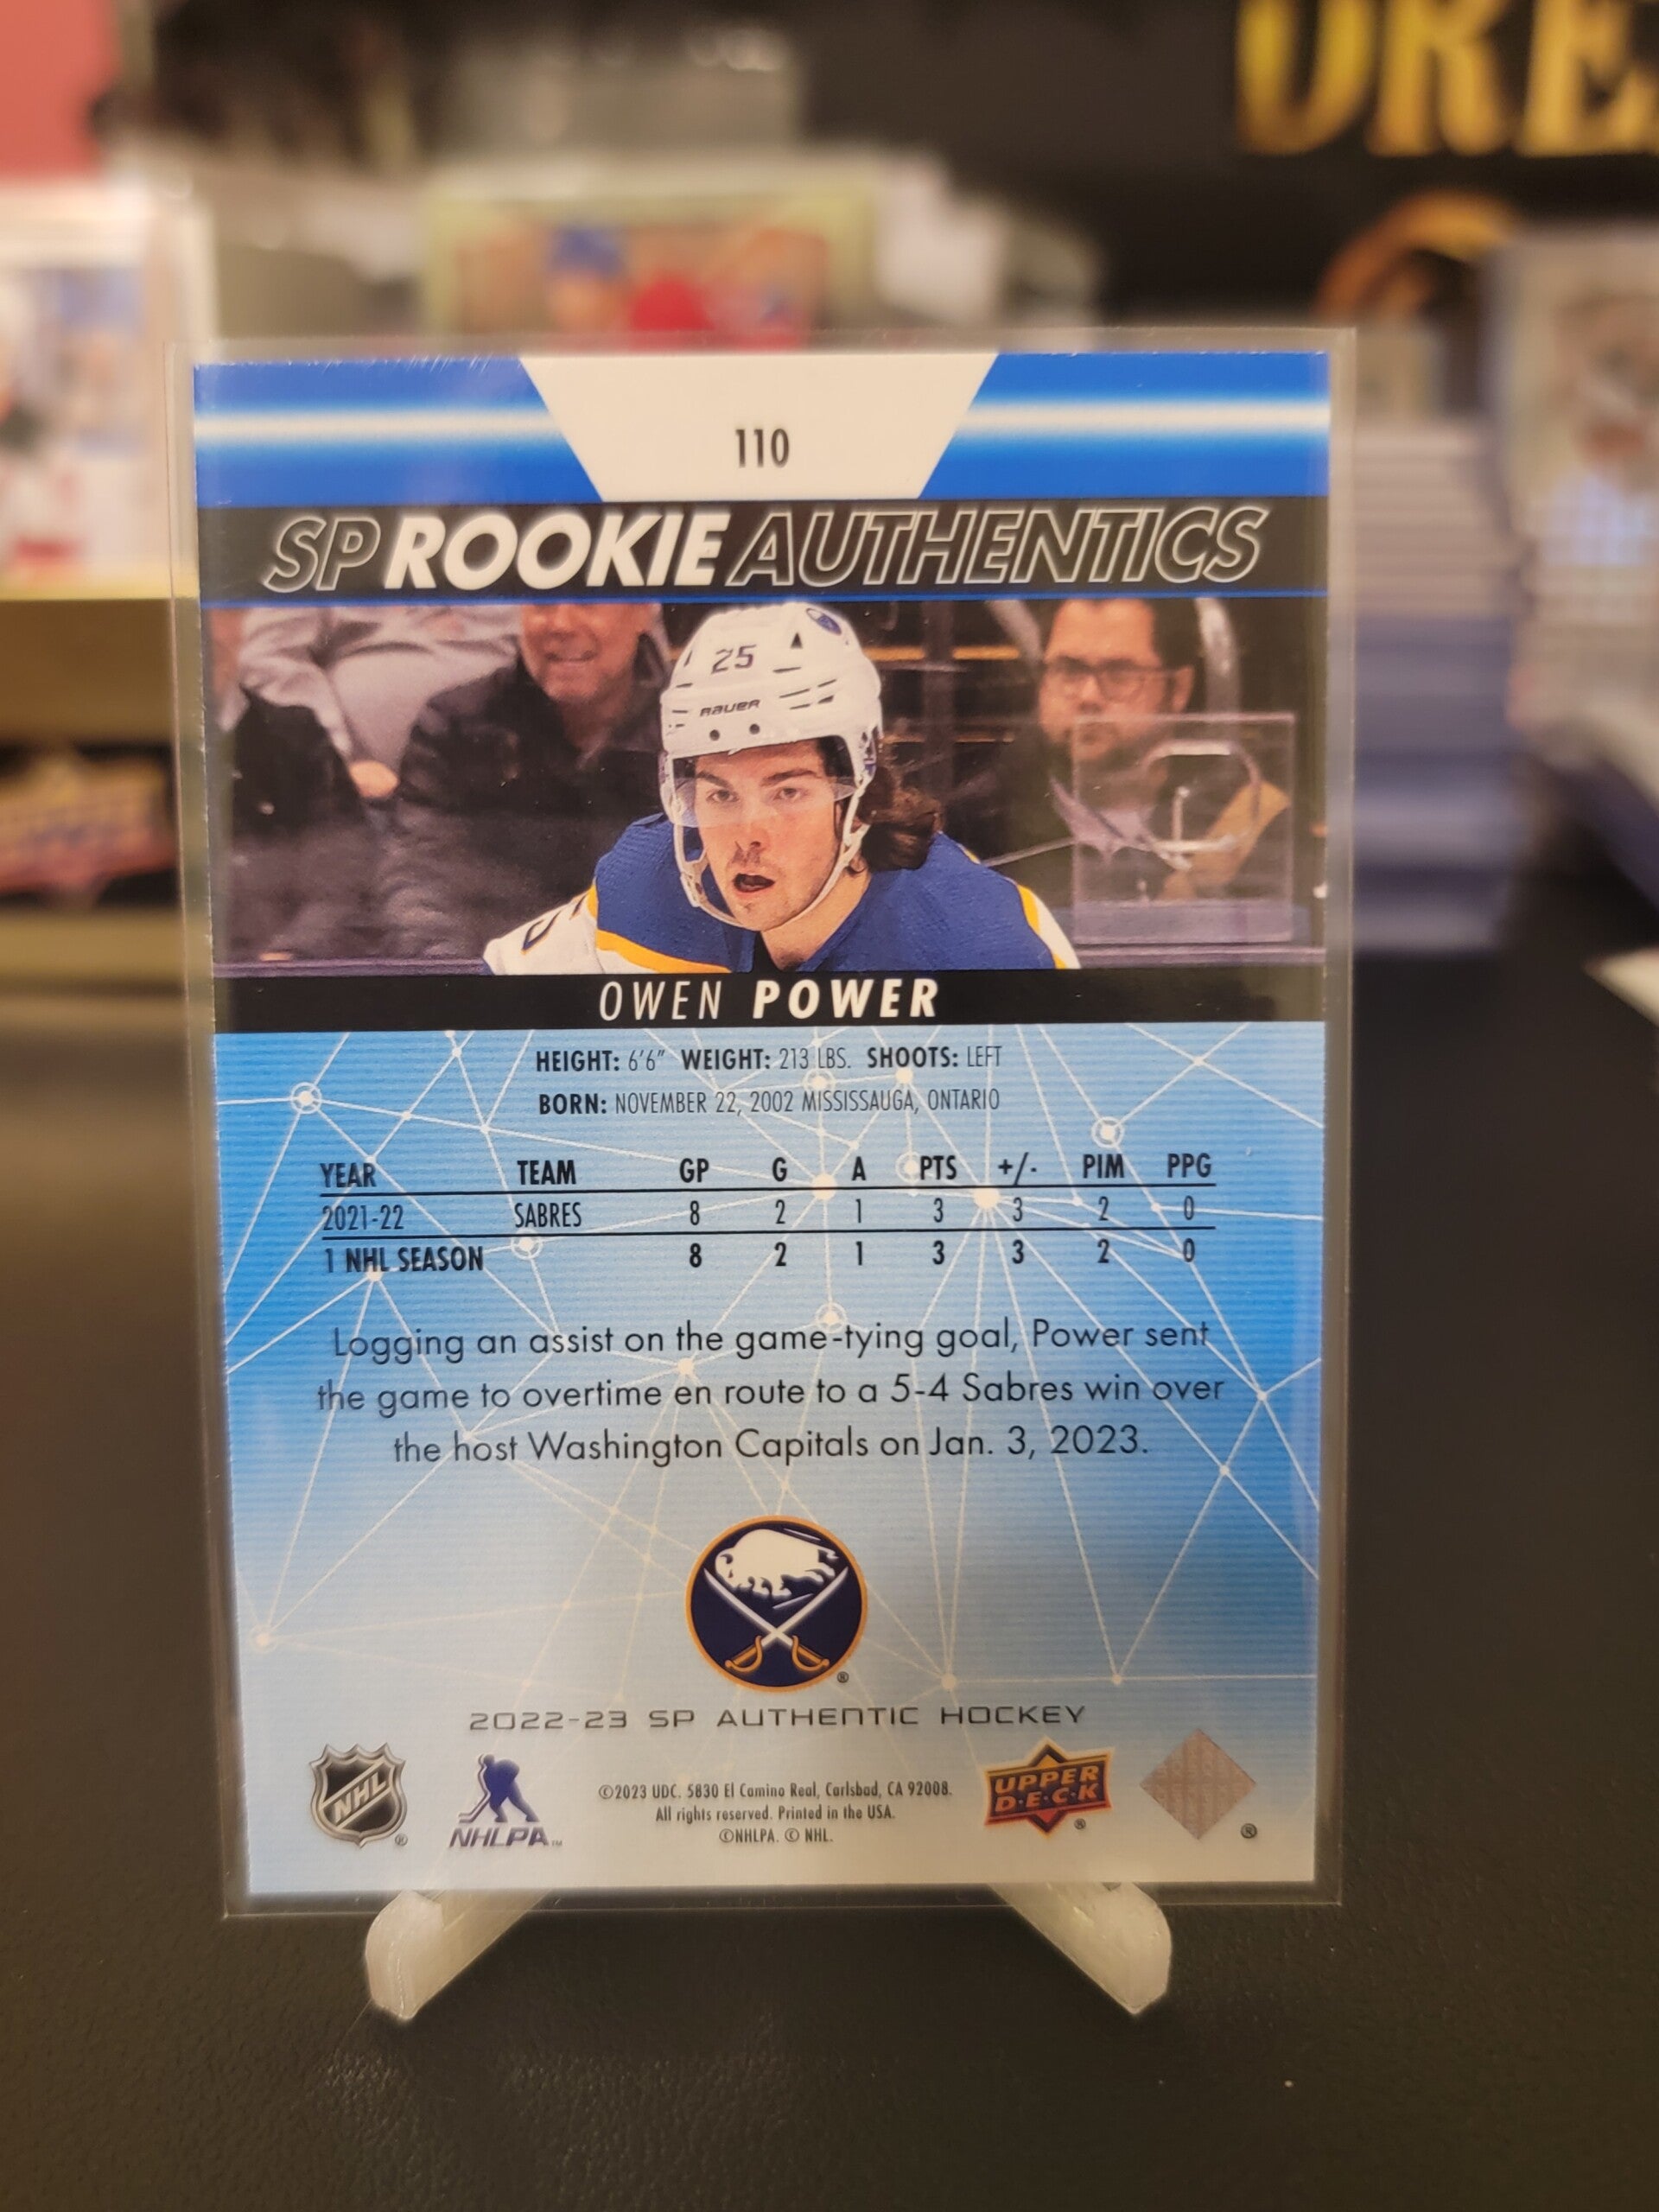 110
SP ROOKIE AUTHENTICS
25
BAUER
OWEN POWER
HEIGHT: 6'6" WEIGHT: 213 LBS. SHOOTS: LEFT
BORN: NOVEMBER 22, 2002 MISSISSAUGA, ONTARIO
YEAR TEAM GP G A PTS +/- PIM PPG
2021-22 SABRES 8 2 1 3 3 2 0
1 NHL SEASON 8 2 1 3 3 2 0
Logging an assist on the game-tying goal, Power sent
the game to overtime en route to a 5-4 Sabres win over
the host Washington Capitals on Jan. 3, 2023.
®
2022-23 SP AUTHENTIC HOCKEY
NHL ®
NHLPA™
©2023 UDC. 5830 El Camino Real, Carlsbad, CA 92008.
All rights reserved. Printed in the USA.
©NHLPA. © NHL.
UPPER
D·E·C·K ®
®